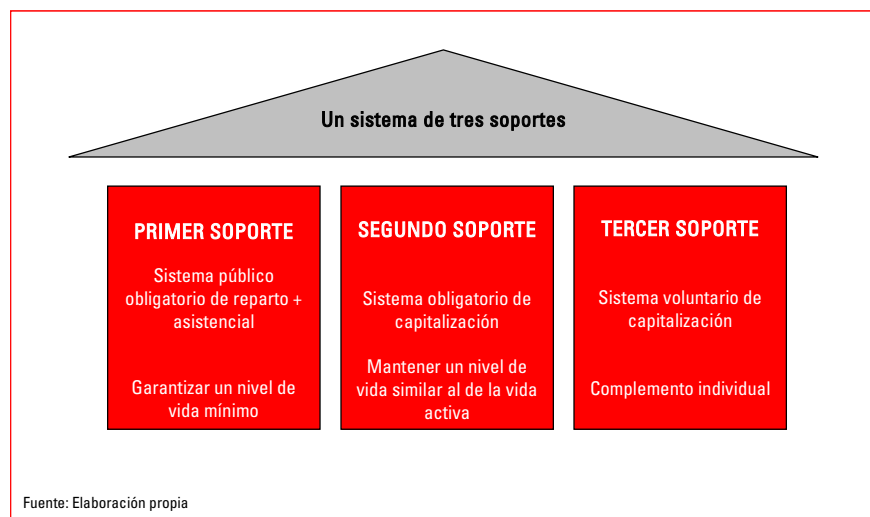 Un sistema de tres soportes
PRIMER SOPORTE
Sistema público
obligatorio de reparto +
asistencial
Garantizar un nivel de
vida mínimo
SEGUNDO SOPORTE
Sistema obligatorio de
capitalización
Mantener un nivel de
vida similar al de la vida
activa
TERCER SOPORTE
Sistema voluntario de
capitalización
Complemento individual
Fuente: Elaboración propia